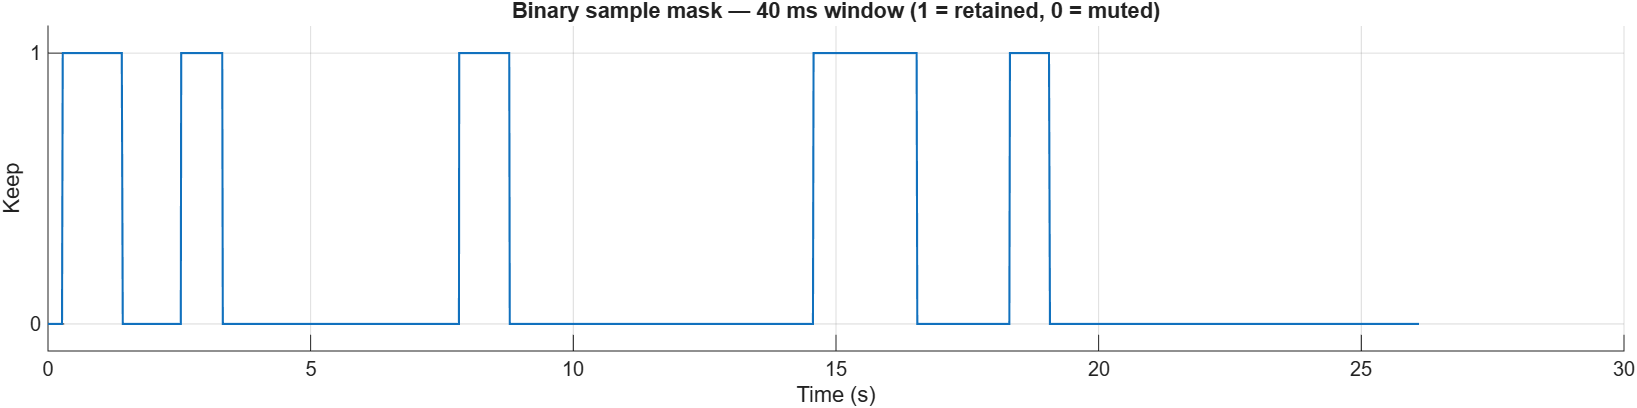 Binary sample mask — 40 ms window (1 = retained, 0 = muted)
1
Keep
0
0 5 10 15 20 25 30
Time (s)